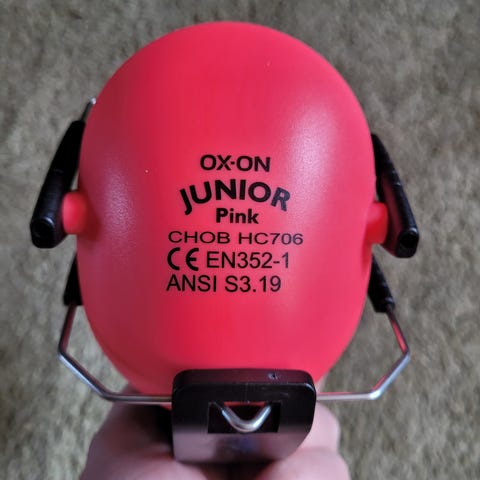 OX-ON
JUNIOR
Pink
CHOB HC706
CE EN352-1
ANSI S3.19